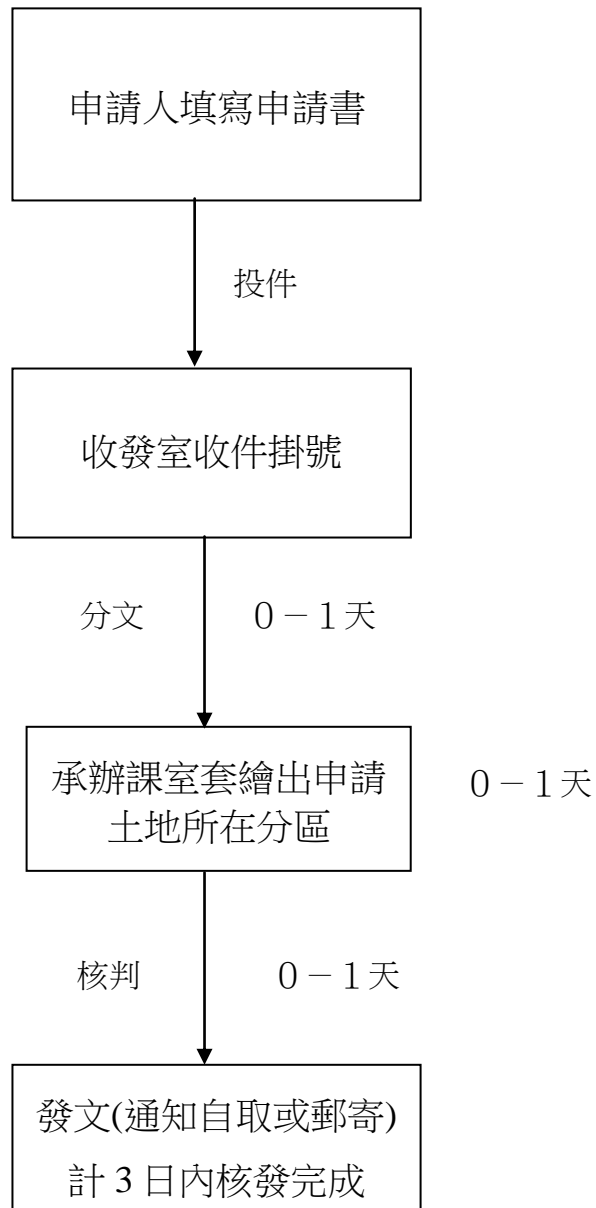 申請人填寫申請書
投件
收發室收件掛號
分文 ０－１天
承辦課室套繪出申請
土地所在分區
０－１天
核判 ０－１天
發文(通知自取或郵寄)
計 3 日內核發完成